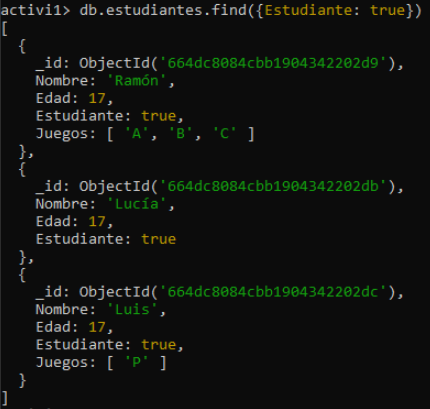 activi1> db.estudiantes.find({Estudiante: true})
[
  {
    _id: ObjectId('664dc8084cbb1904342202d9'),
    Nombre: 'Ramón',
    Edad: 17,
    Estudiante: true,
    Juegos: [ 'A', 'B', 'C' ]
  },
  {
    _id: ObjectId('664dc8084cbb1904342202db'),
    Nombre: 'Lucía',
    Edad: 17,
    Estudiante: true
  },
  {
    _id: ObjectId('664dc8084cbb1904342202dc'),
    Nombre: 'Luis',
    Edad: 17,
    Estudiante: true,
    Juegos: [ 'P' ]
  }
]